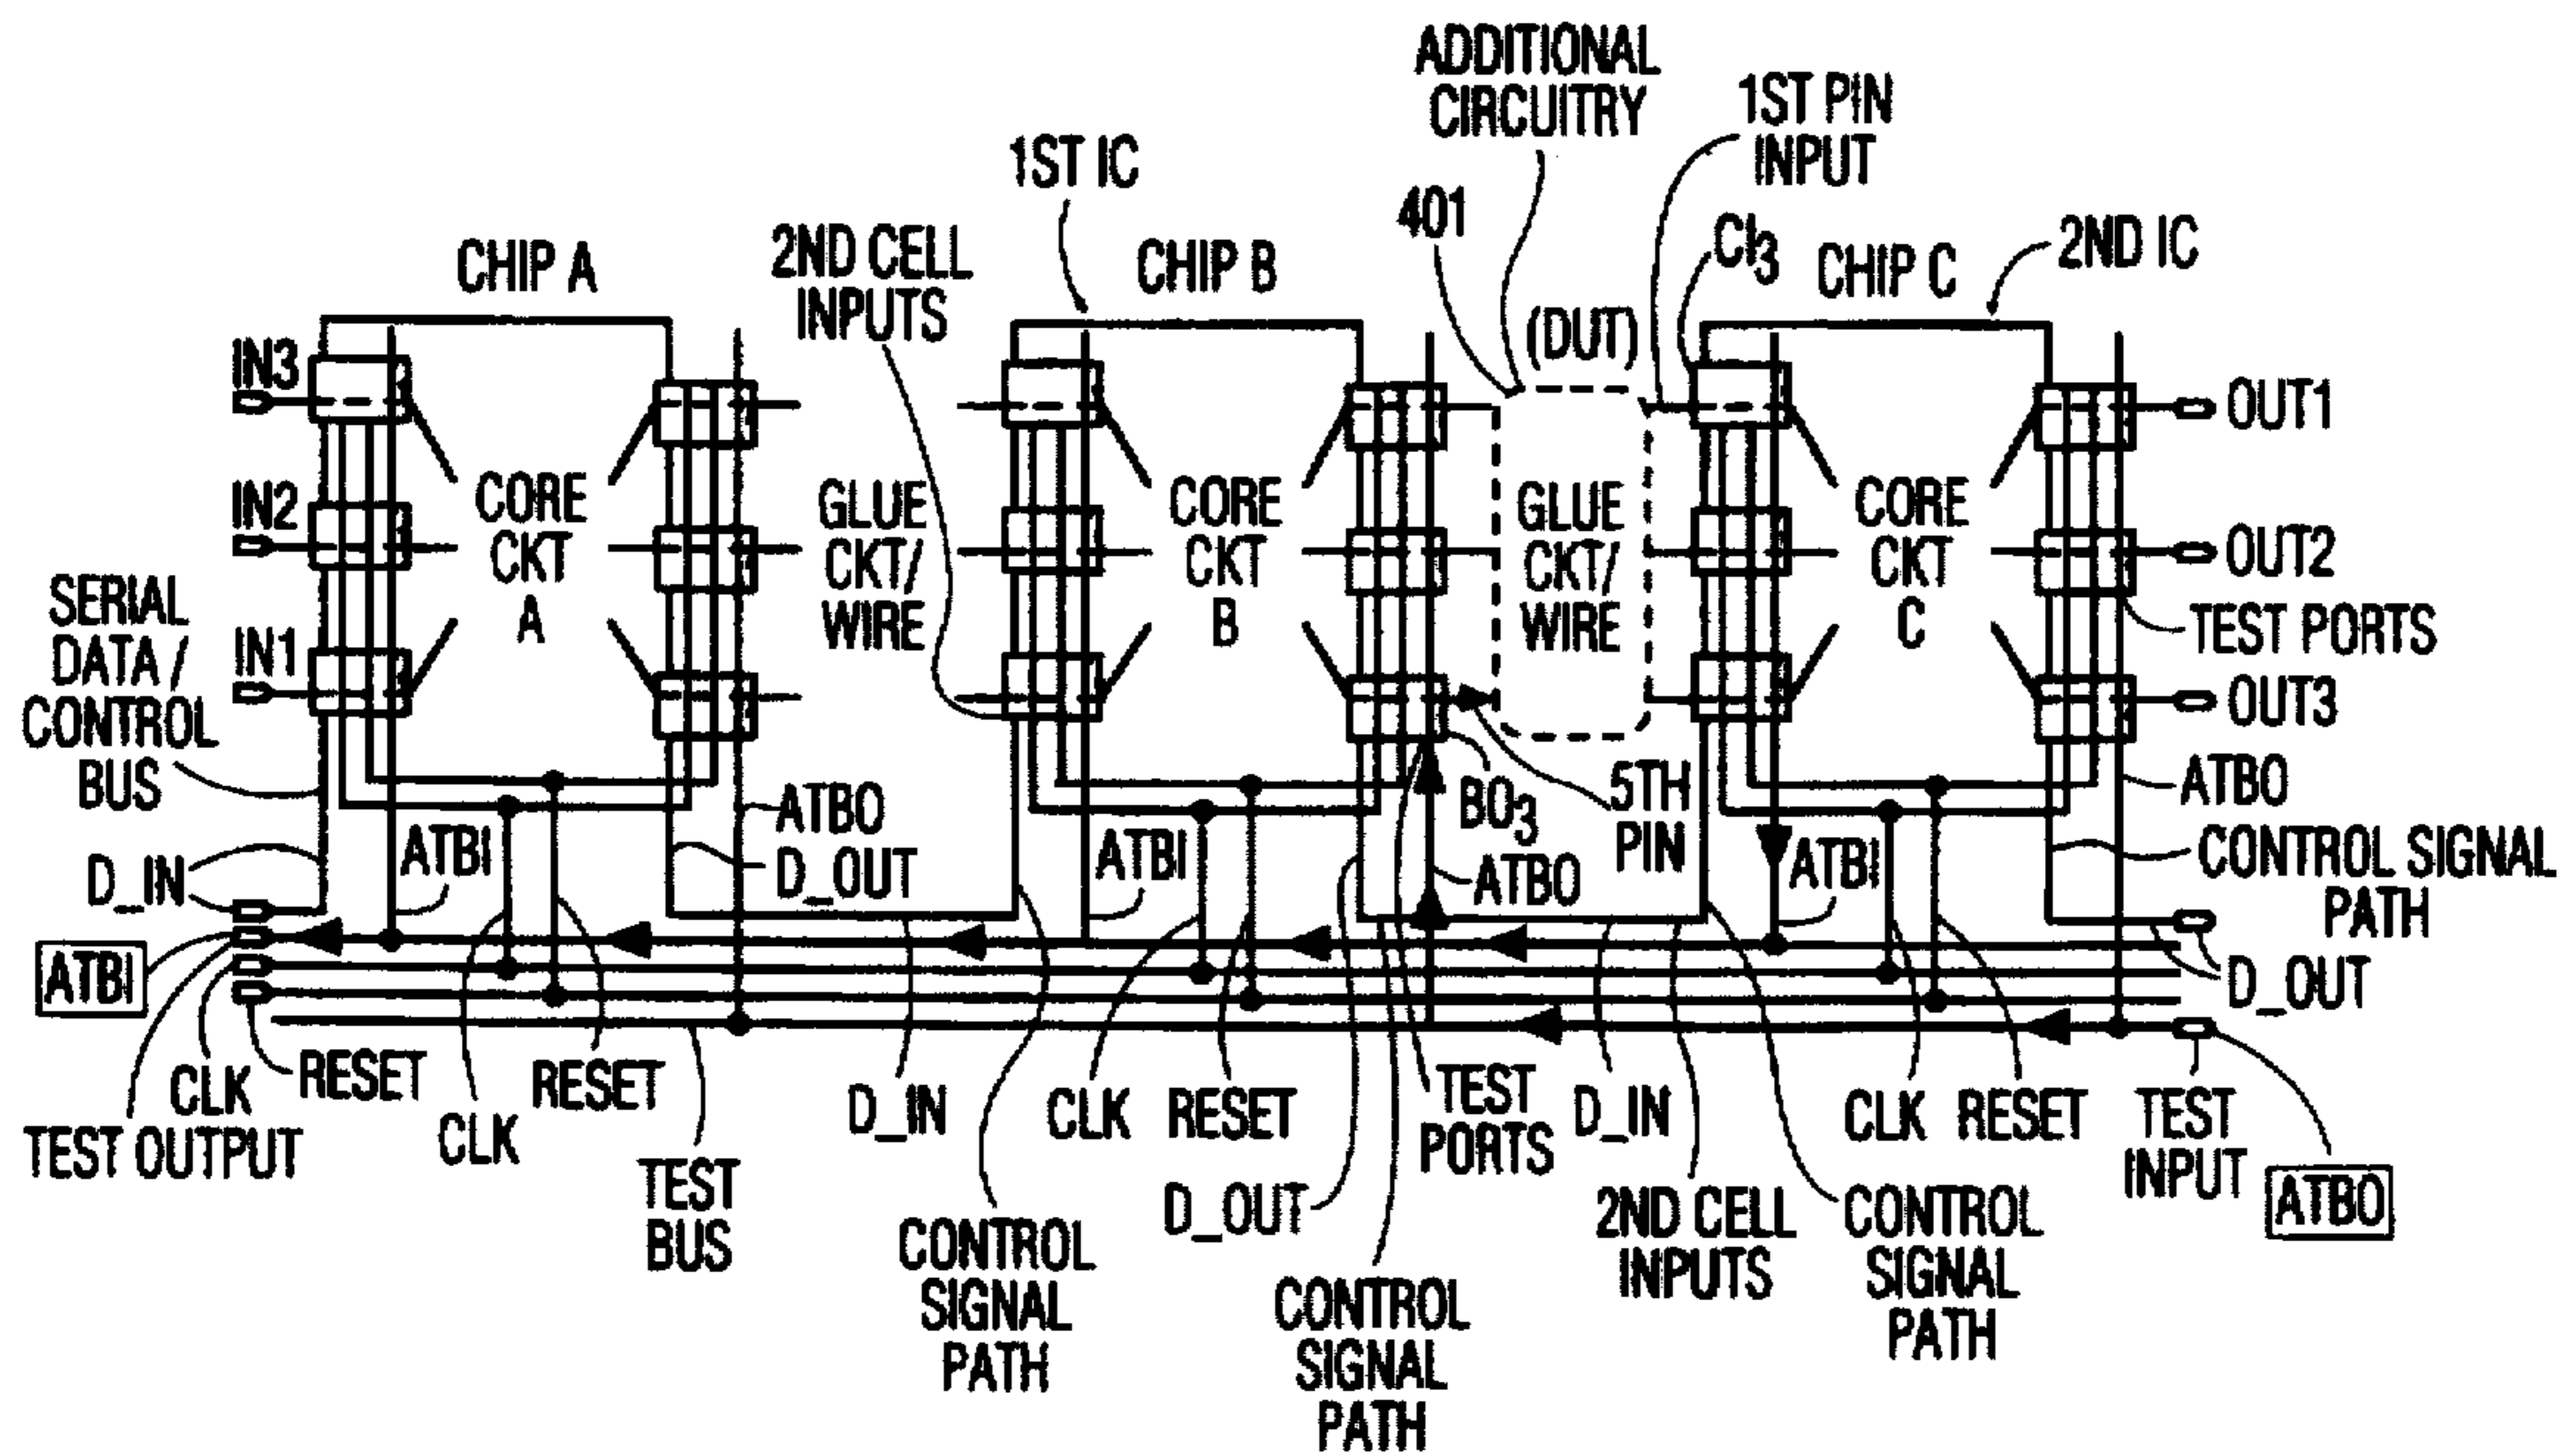 ADDITIONAL
CIRCUITRY
1ST PIN
INPUT
1ST IC
401
CI3
2ND IC
CHIP A
2ND CELL
INPUTS
CHIP B
(DUT)
CHIP C
IN3
OUT1
CORE
CKT
A
GLUE
CKT/
WIRE
CORE
CKT
B
GLUE
CKT/
WIRE
CORE
CKT
C
IN2
OUT2
SERIAL
DATA /
CONTROL
BUS
TEST PORTS
IN1
OUT3
ATBO
D_OUT
BO3
5TH
PIN
ATBO
D_IN
ATBI
ATBI
ATBO
ATBI
CONTROL SIGNAL
PATH
ATBI
D_OUT
CLK
RESET
TEST OUTPUT
CLK
RESET
TEST
BUS
D_IN
CONTROL
SIGNAL
PATH
CLK
RESET
D_OUT
CONTROL
SIGNAL
PATH
TEST
PORTS
D_IN
2ND CELL
INPUTS
CONTROL
SIGNAL
PATH
CLK
RESET
TEST
INPUT
ATBO